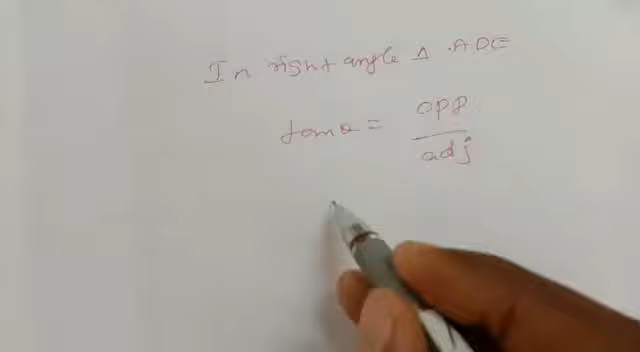 In right angle Δ ADE
tanθ = opp/adj